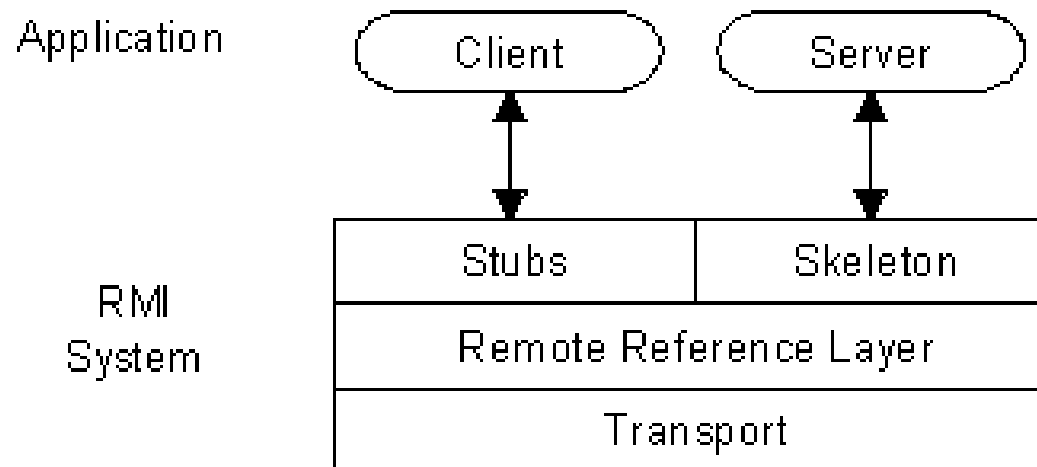 Application
Client
Server
Stubs
Skeleton
RMI
System
Remote Reference Layer
Transport